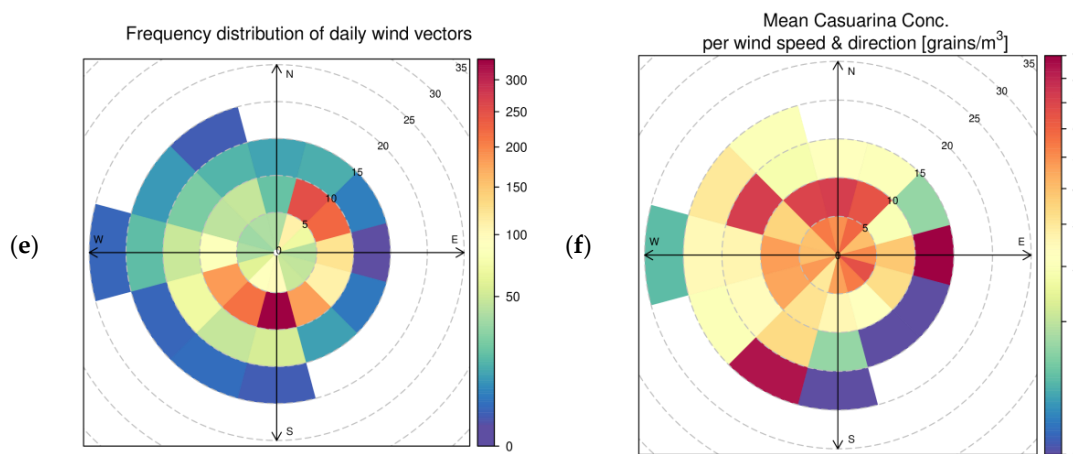 Frequency distribution of daily wind vectors
(e)
N
35
30
25
20
15
10
5
0
W
E
S
300
250
200
150
100
50
0
Mean Casuarina Conc.
per wind speed & direction [grains/m³]
(f)
N
35
30
25
20
15
10
5
0
W
E
S